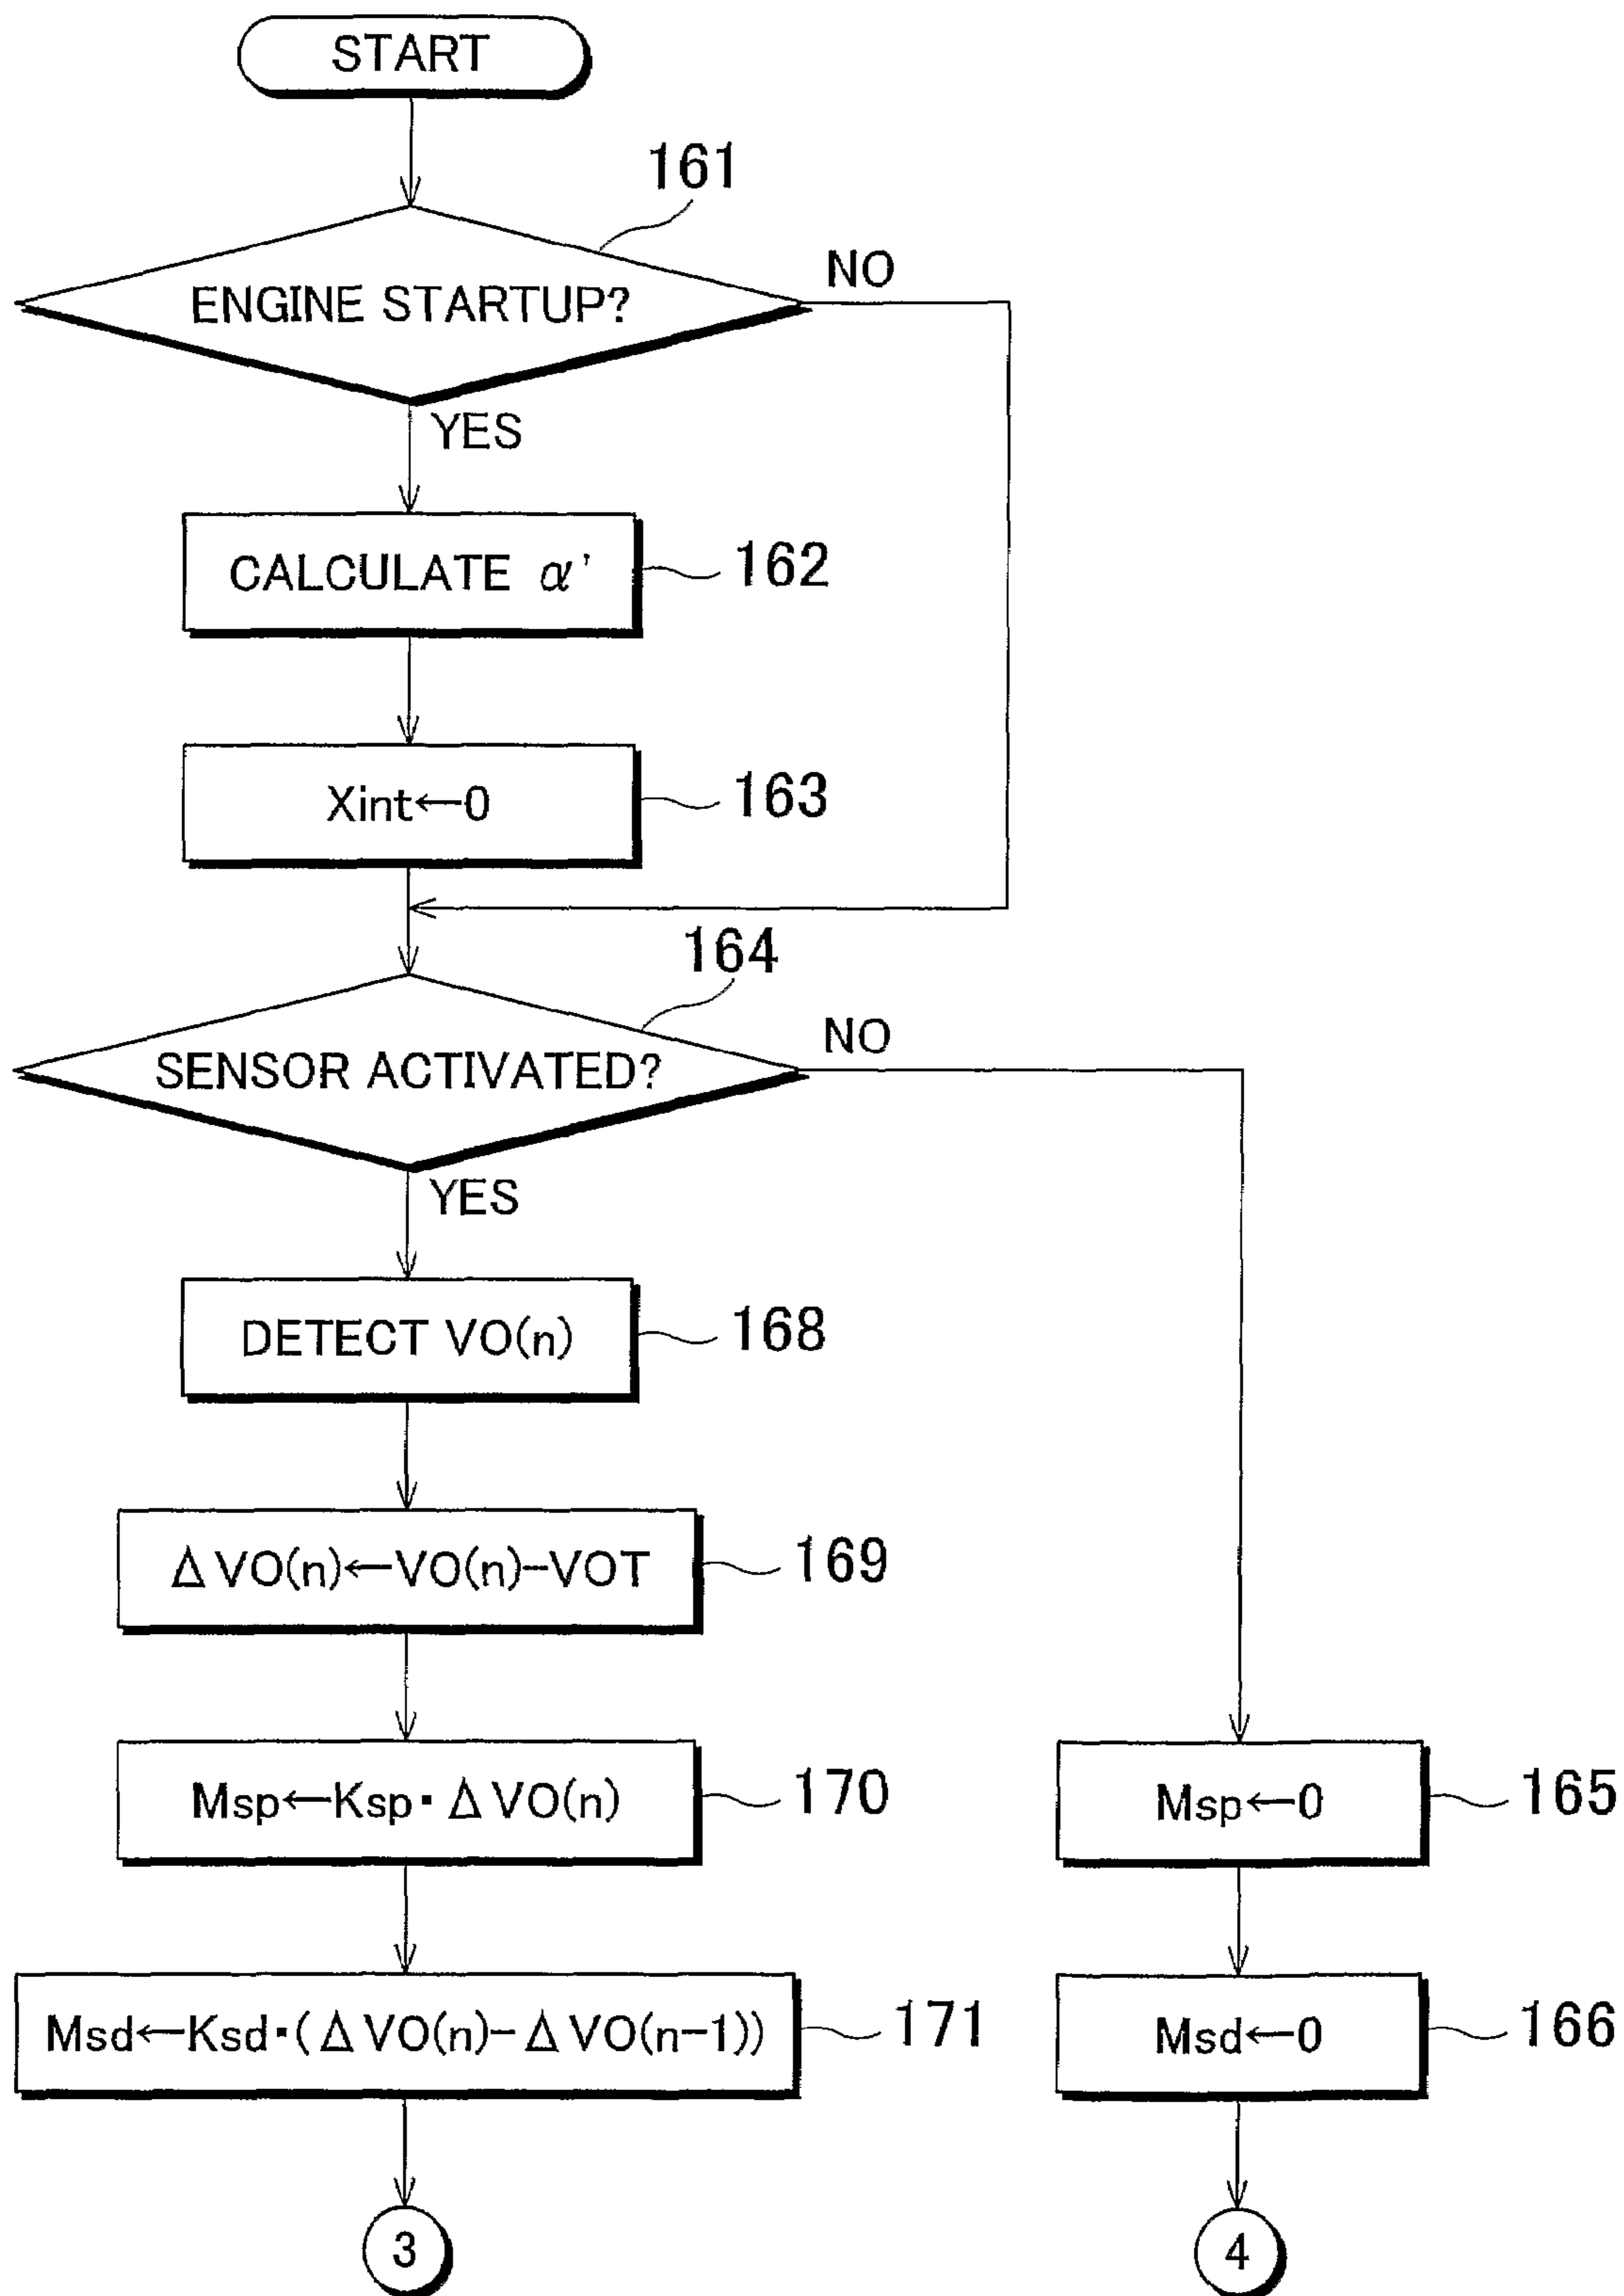 START
161
ENGINE STARTUP?
NO
YES
CALCULATE α'
162
Xint←0
163
164
SENSOR ACTIVATED?
NO
YES
DETECT VO(n)
168
ΔVO(n)←VO(n)-VOT
169
Msp←Ksp・ΔVO(n)
170
Msp←0
165
Msd←Ksd・(ΔVO(n)-ΔVO(n-1))
171
Msd←0
166
3
4